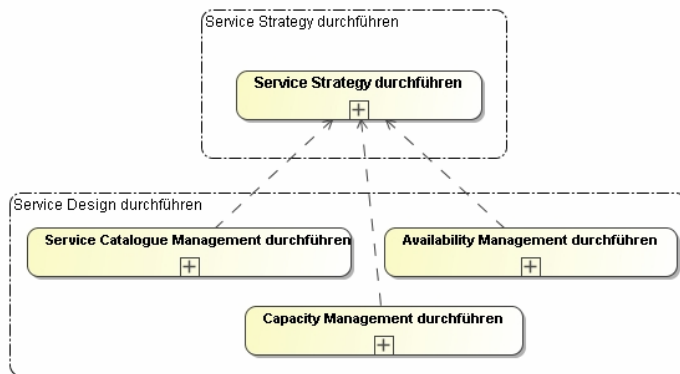 Service Strategy durchführen
Service Strategy durchführen
Service Design durchführen
Service Catalogue Management durchführen
Availability Management durchführen
Capacity Management durchführen